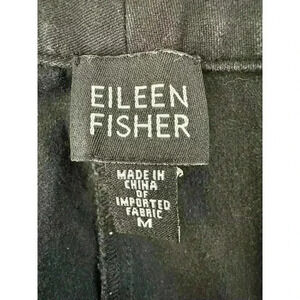 EILEEN
FISHER
MADE IN
CHINA
OF
IMPORTED
FABRIC
M